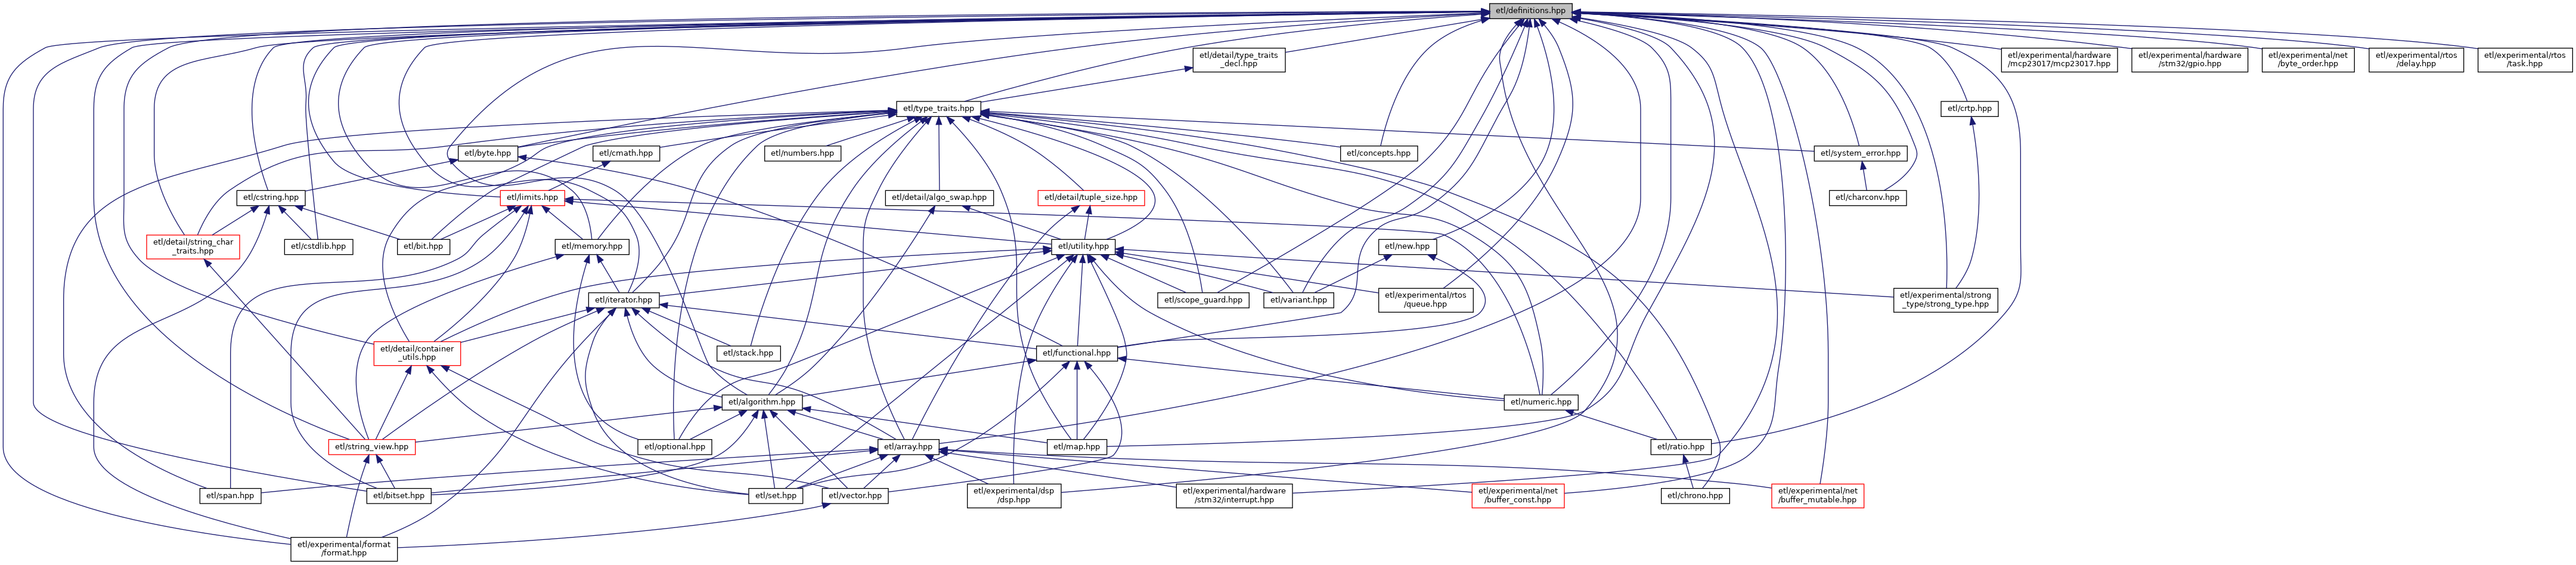 etl/definitions.hpp
etl/detail/type_traits
_decl.hpp
etl/experimental/hardware
/mcp23017/mcp23017.hpp
etl/experimental/hardware
/stm32/gpio.hpp
etl/experimental/net
/byte_order.hpp
etl/experimental/rtos
/delay.hpp
etl/experimental/rtos
/task.hpp
etl/type_traits.hpp
etl/crtp.hpp
etl/byte.hpp
etl/cmath.hpp
etl/numbers.hpp
etl/concepts.hpp
etl/system_error.hpp
etl/cstring.hpp
etl/limits.hpp
etl/detail/algo_swap.hpp
etl/detail/tuple_size.hpp
etl/charconv.hpp
etl/detail/string_char
_traits.hpp
etl/cstdlib.hpp
etl/bit.hpp
etl/memory.hpp
etl/utility.hpp
etl/new.hpp
etl/iterator.hpp
etl/scope_guard.hpp
etl/variant.hpp
etl/experimental/rtos
/queue.hpp
etl/experimental/strong
_type/strong_type.hpp
etl/detail/container
_utils.hpp
etl/stack.hpp
etl/functional.hpp
etl/algorithm.hpp
etl/numeric.hpp
etl/string_view.hpp
etl/optional.hpp
etl/array.hpp
etl/map.hpp
etl/ratio.hpp
etl/span.hpp
etl/bitset.hpp
etl/set.hpp
etl/vector.hpp
etl/experimental/dsp
/dsp.hpp
etl/experimental/hardware
/stm32/interrupt.hpp
etl/experimental/net
/buffer_const.hpp
etl/chrono.hpp
etl/experimental/net
/buffer_mutable.hpp
etl/experimental/format
/format.hpp